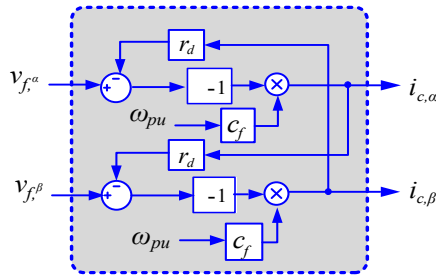 r_d
v_{f,α} + − -1 × i_{c,α}
ω_{pu} c_f
r_d
v_{f,β} + − -1 × i_{c,β}
ω_{pu} c_f